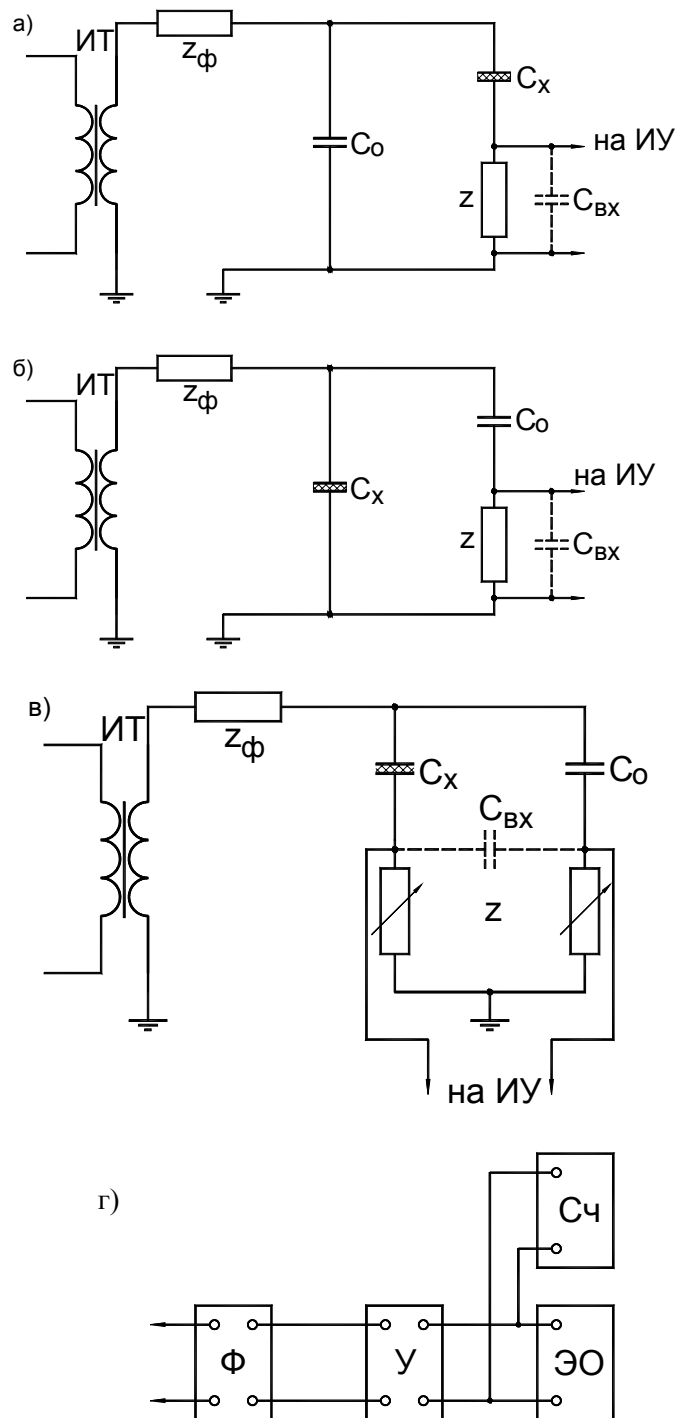 а)
ИТ
zф
Cо
Cх
на ИУ
z
Cвх
б)
ИТ
zф
Cх
Cо
на ИУ
z
Cвх
в)
ИТ
zф
Cх
Cо
Cвх
z
на ИУ
г)
Сч
Ф
У
ЭО